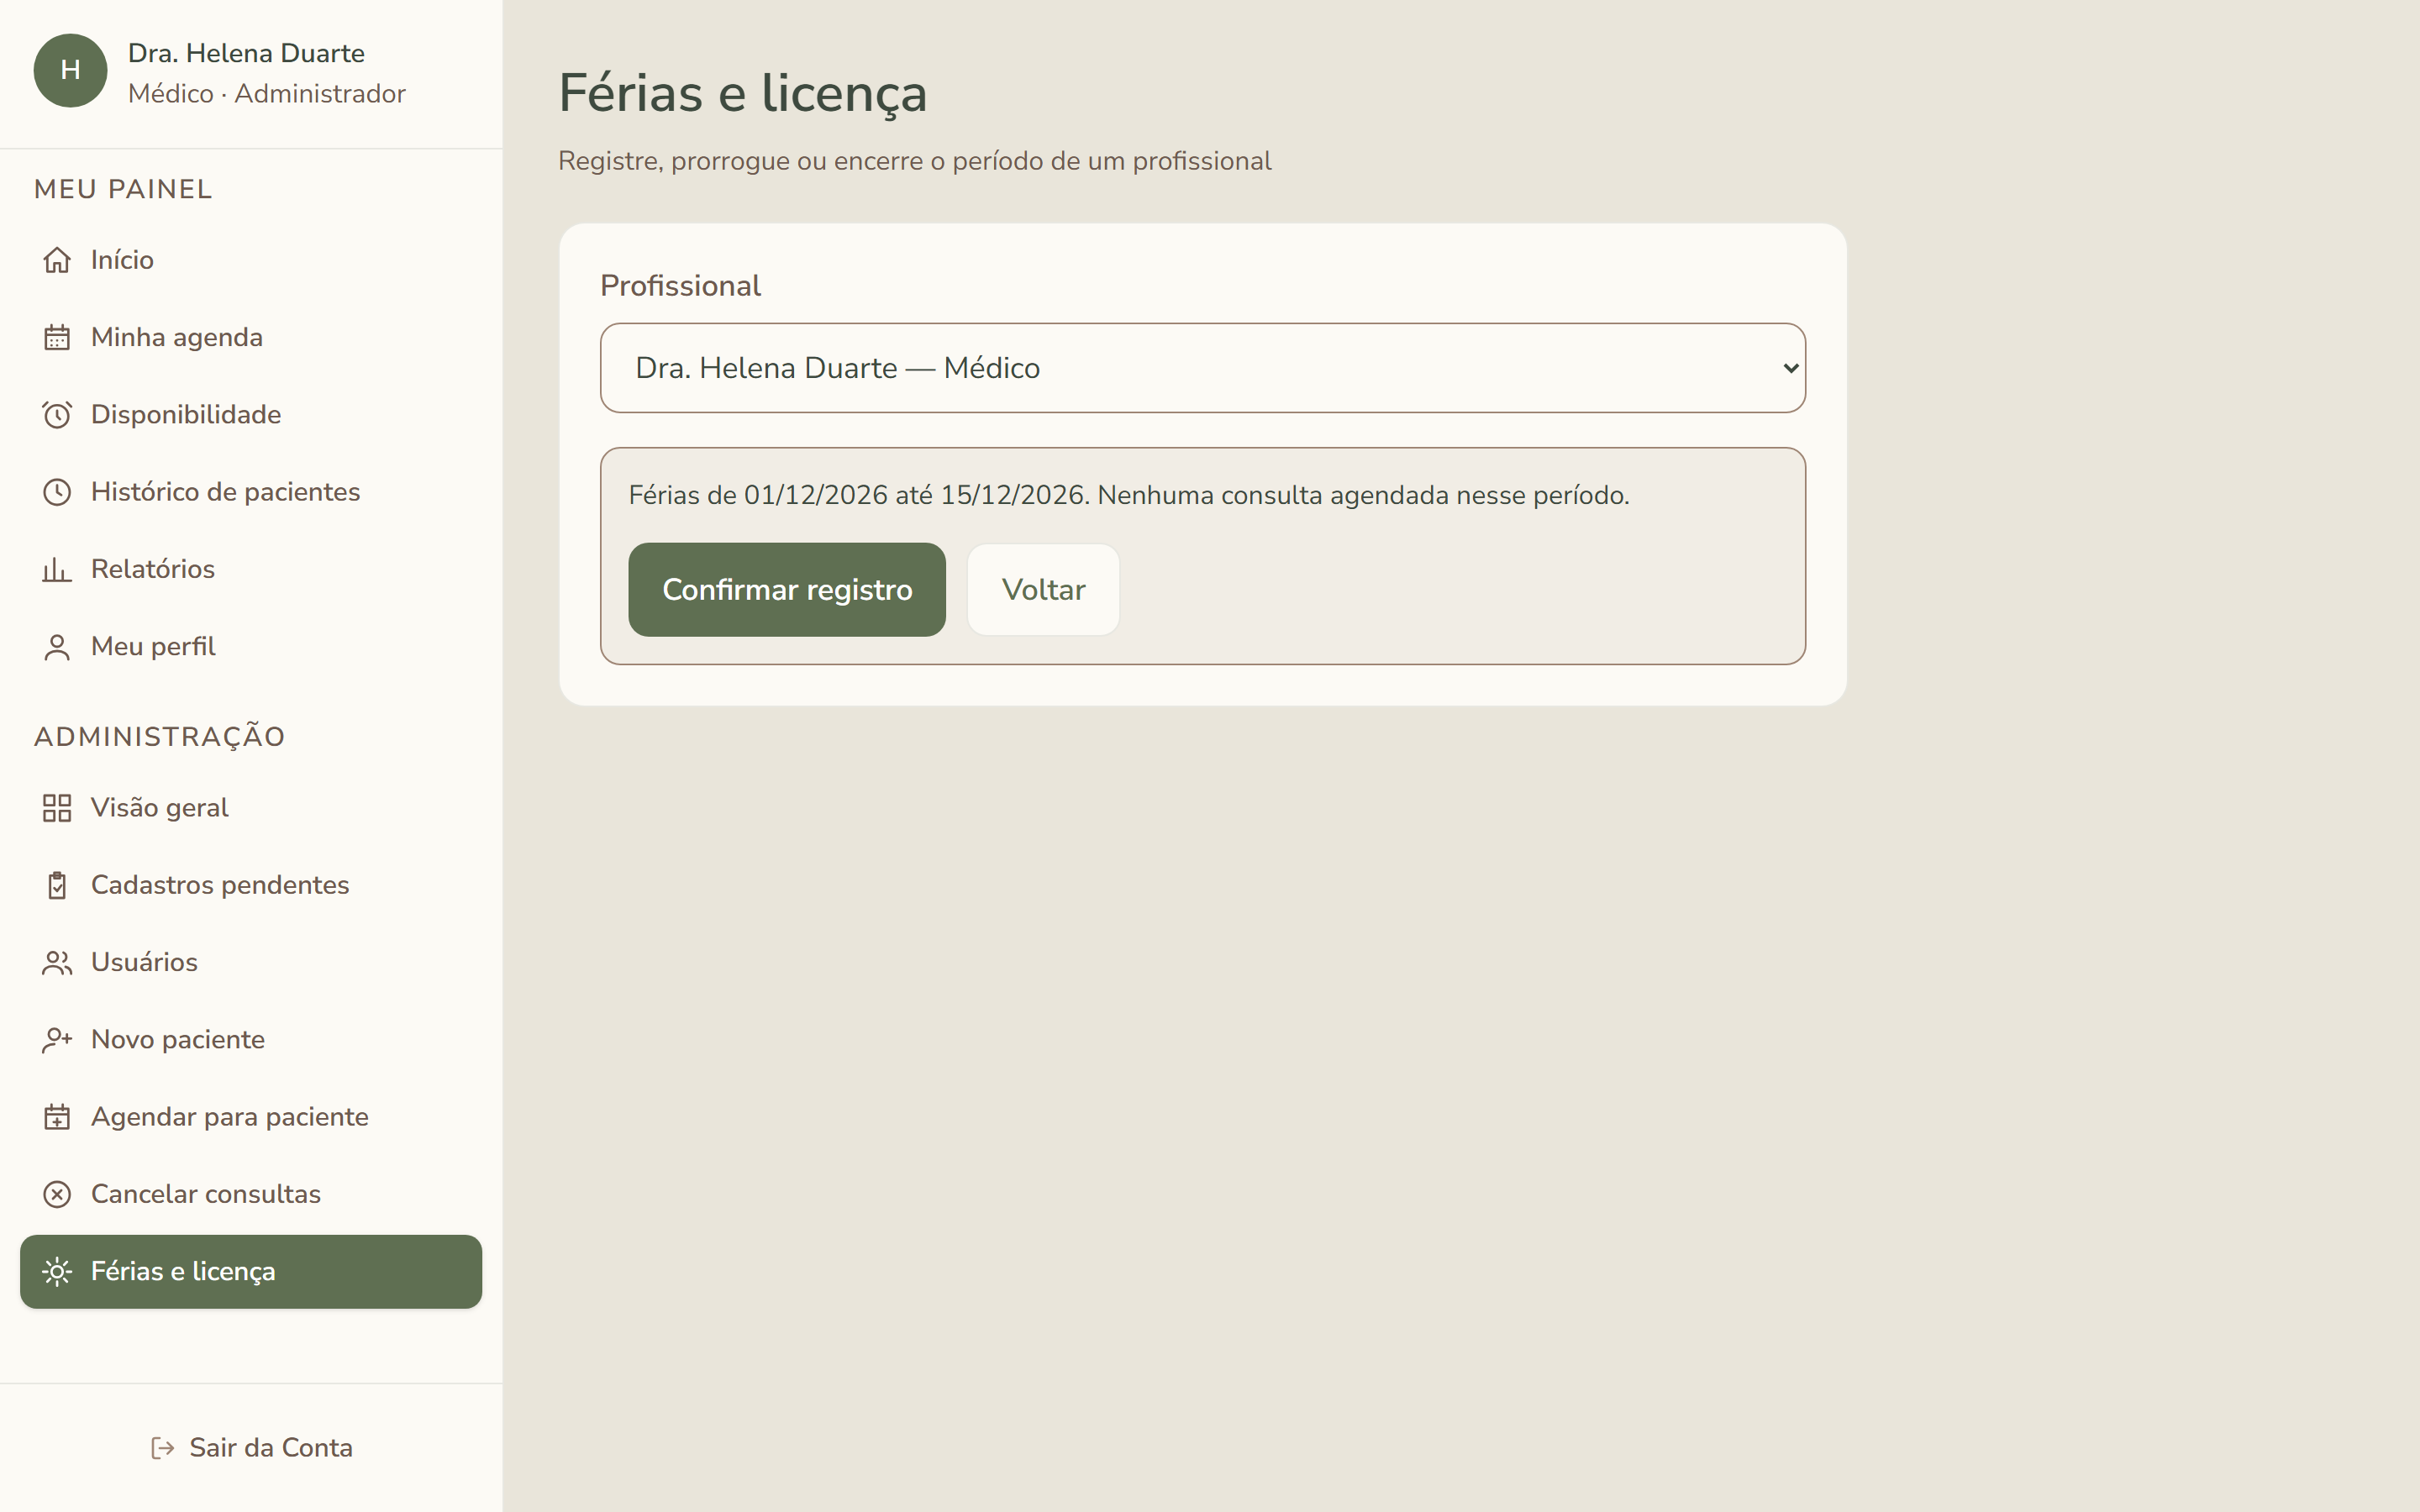 H
Dra. Helena Duarte
Médico · Administrador
MEU PAINEL
Início
Minha agenda
Disponibilidade
Histórico de pacientes
Relatórios
Meu perfil
ADMINISTRAÇÃO
Visão geral
Cadastros pendentes
Usuários
Novo paciente
Agendar para paciente
Cancelar consultas
Férias e licença
Sair da Conta
Férias e licença
Registre, prorrogue ou encerre o período de um profissional
Profissional
Dra. Helena Duarte — Médico
Férias de 01/12/2026 até 15/12/2026. Nenhuma consulta agendada nesse período.
Confirmar registro
Voltar